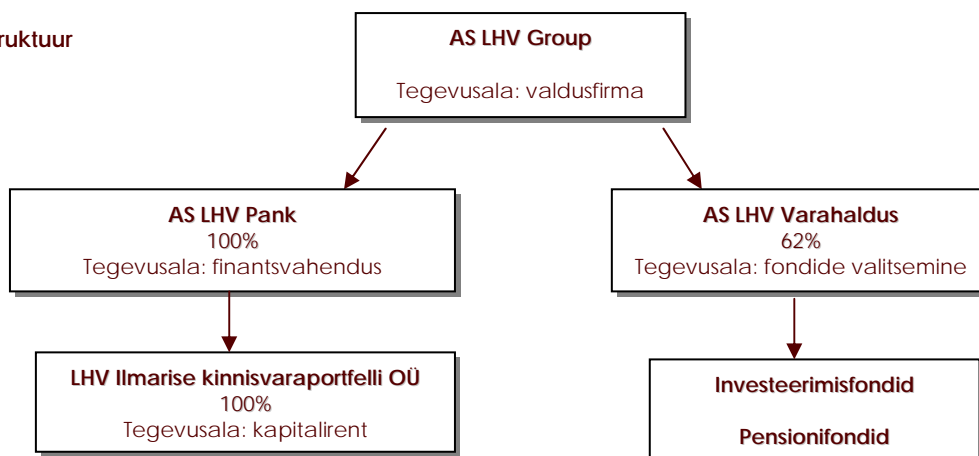 ruktuur
AS LHV Group
Tegevusala: valdusfirma
AS LHV Pank
100%
Tegevusala: finantsvahendus
AS LHV Varahaldus
62%
Tegevusala: fondide valitsemine
LHV Ilmarise kinnisvaraportfelli OÜ
100%
Tegevusala: kapitalirent
Investeerimisfondid
Pensionifondid